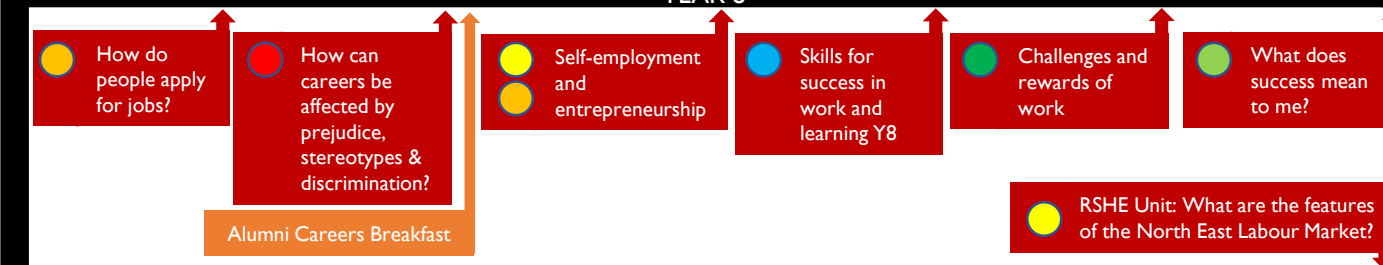 How do
people apply
for jobs?
How can
careers be
affected by
prejudice,
stereotypes &
discrimination?
Self-employment
and
entrepreneurship
Skills for
success in
work and
learning Y8
Challenges and
rewards of
work
What does
success mean
to me?
Alumni Careers Breakfast
RSHE Unit: What are the features
of the North East Labour Market?